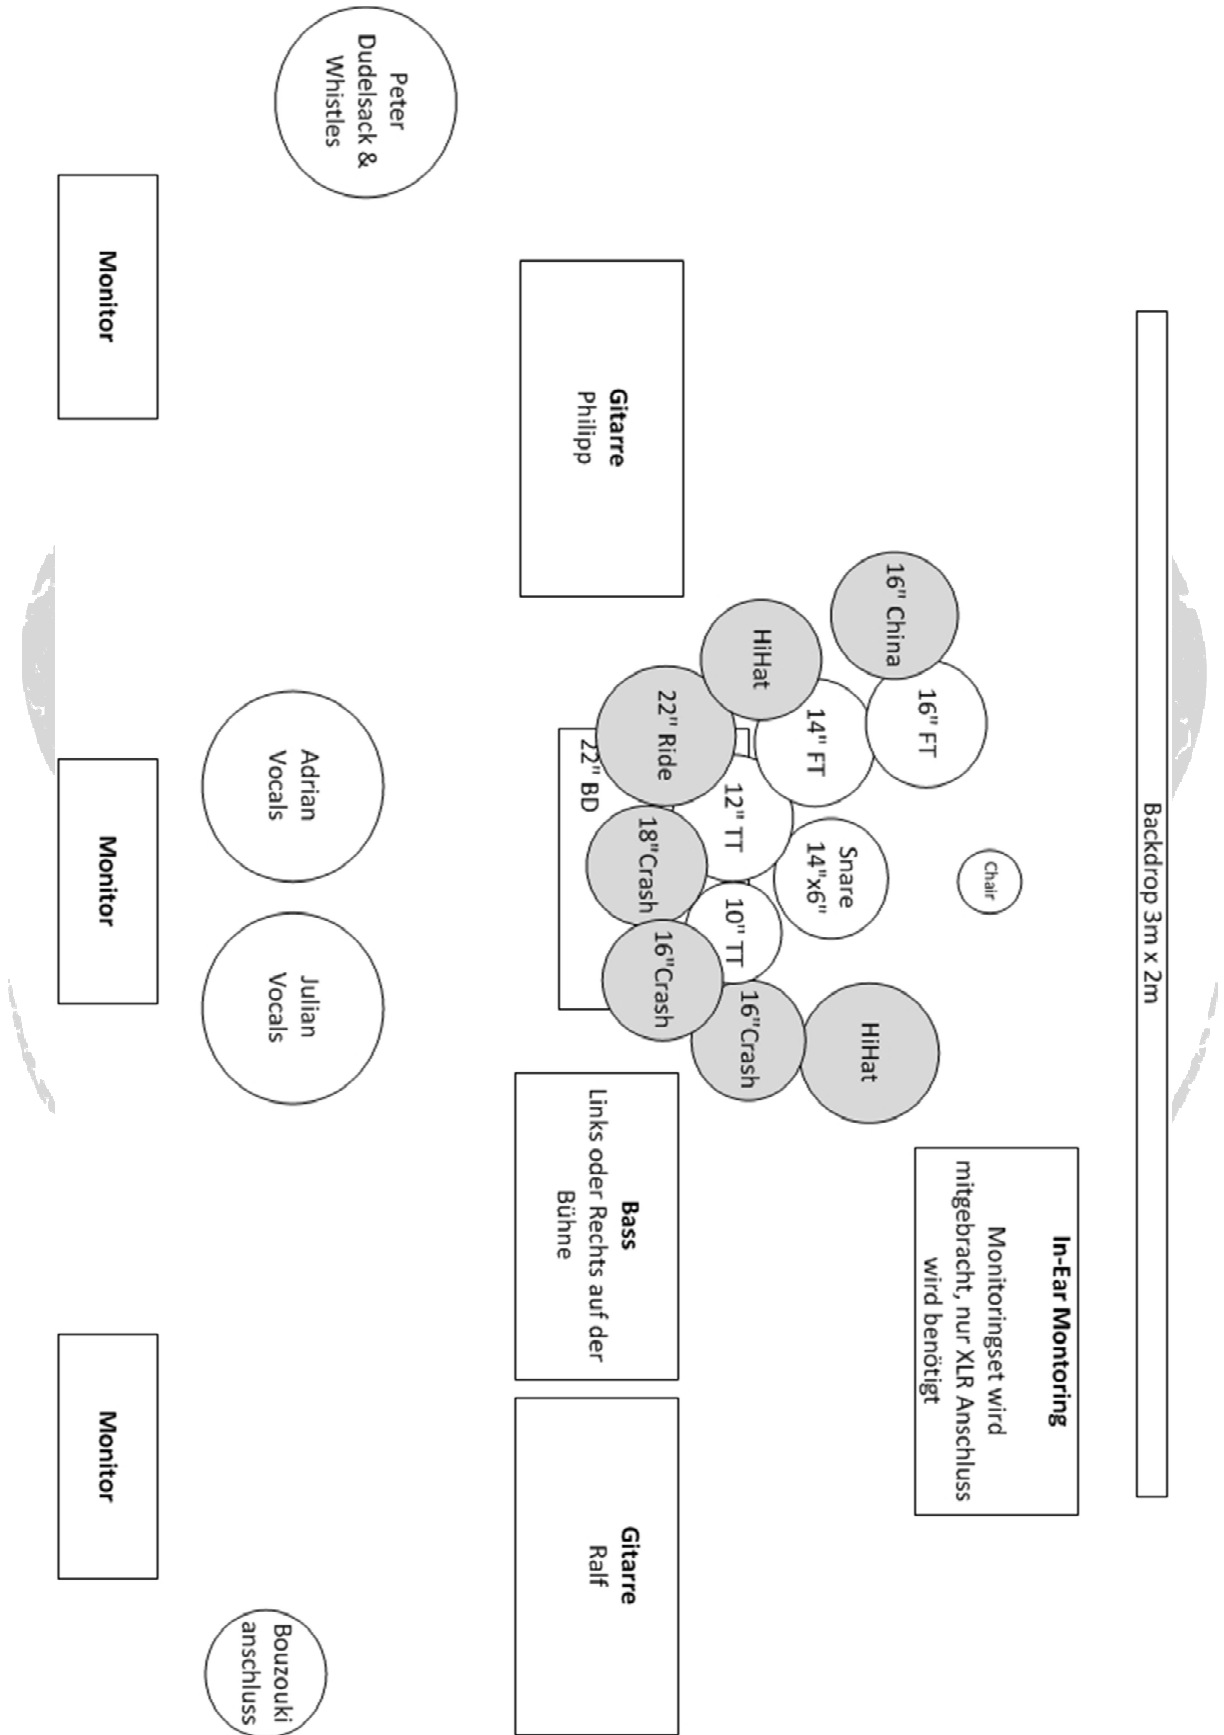 Backdrop 3m x 2m
In-Ear Montoring
Monitoringset wird
mitgebracht, nur XLR Anschluss
wird benötigt
Chair
16" China
16" FT
HiHat
14" FT
Snare
14"x6"
HiHat
22" Ride
12" TT
10" TT
16"Crash
18"Crash
16"Crash
22" BD
Gitarre
Philipp
Bass
Links oder Rechts auf der
Bühne
Gitarre
Ralf
Peter
Dudelsack &
Whistles
Adrian
Vocals
Julian
Vocals
Bouzouki
anschluss
Monitor
Monitor
Monitor